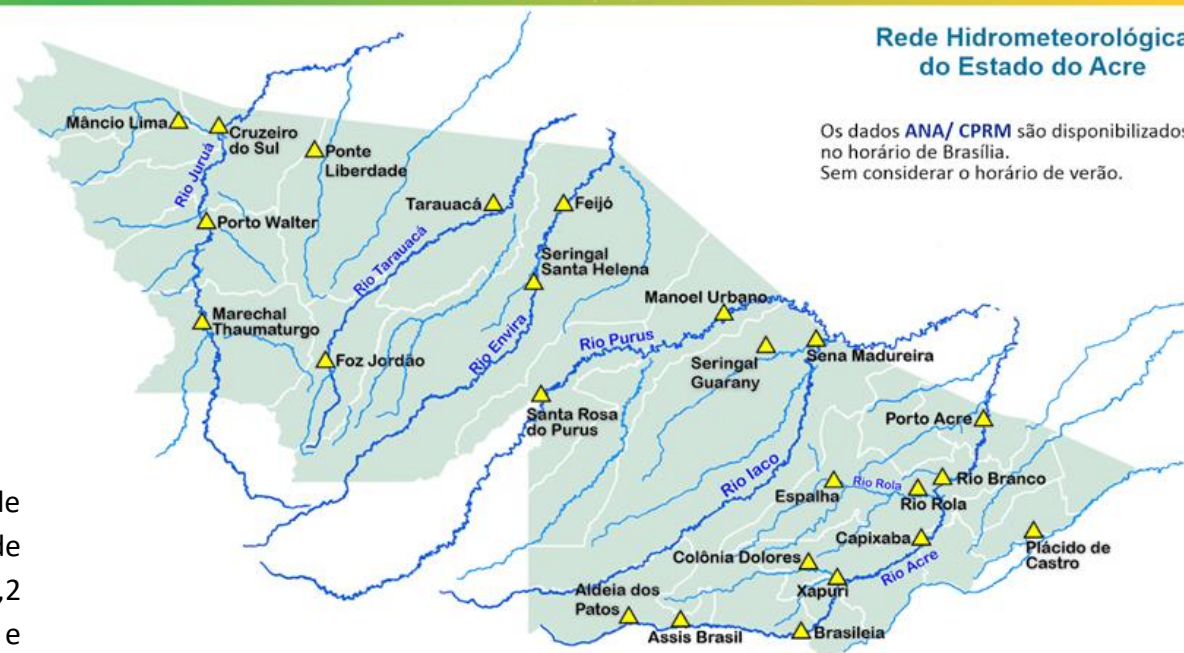 Rede Hidrometeorológica
do Estado do Acre
Os dados ANA/ CPRM são disponibilizados
no horário de Brasília.
Sem considerar o horário de verão.
Mâncio Lima
Cruzeiro
do Sul
Ponte
Liberdade
Rio Juruá
Porto Walter
Tarauacá
Feijó
Rio Tarauacá
Seringal
Santa Helena
Marechal
Thaumaturgo
Foz Jordão
Rio Envira
Manoel Urbano
Rio Purus
Seringal
Guarany
Sena Madureira
Santa Rosa
do Purus
Porto Acre
Rio Iaco
Espalha
Rio Rola
Rio Branco
Rio Rola
Capixaba
Plácido de
Castro
Colônia Dolores
Rio Acre
Xapuri
Aldeia dos
Patos
Assis Brasil
Brasileia
de
de
,2
e